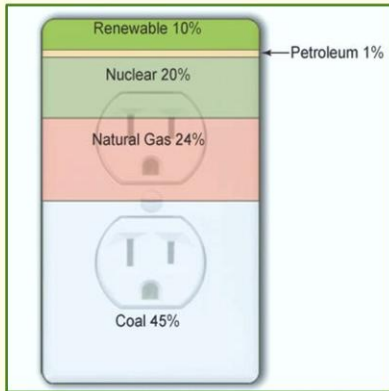 Renewable 10%
Petroleum 1%
Nuclear 20%
Natural Gas 24%
Coal 45%